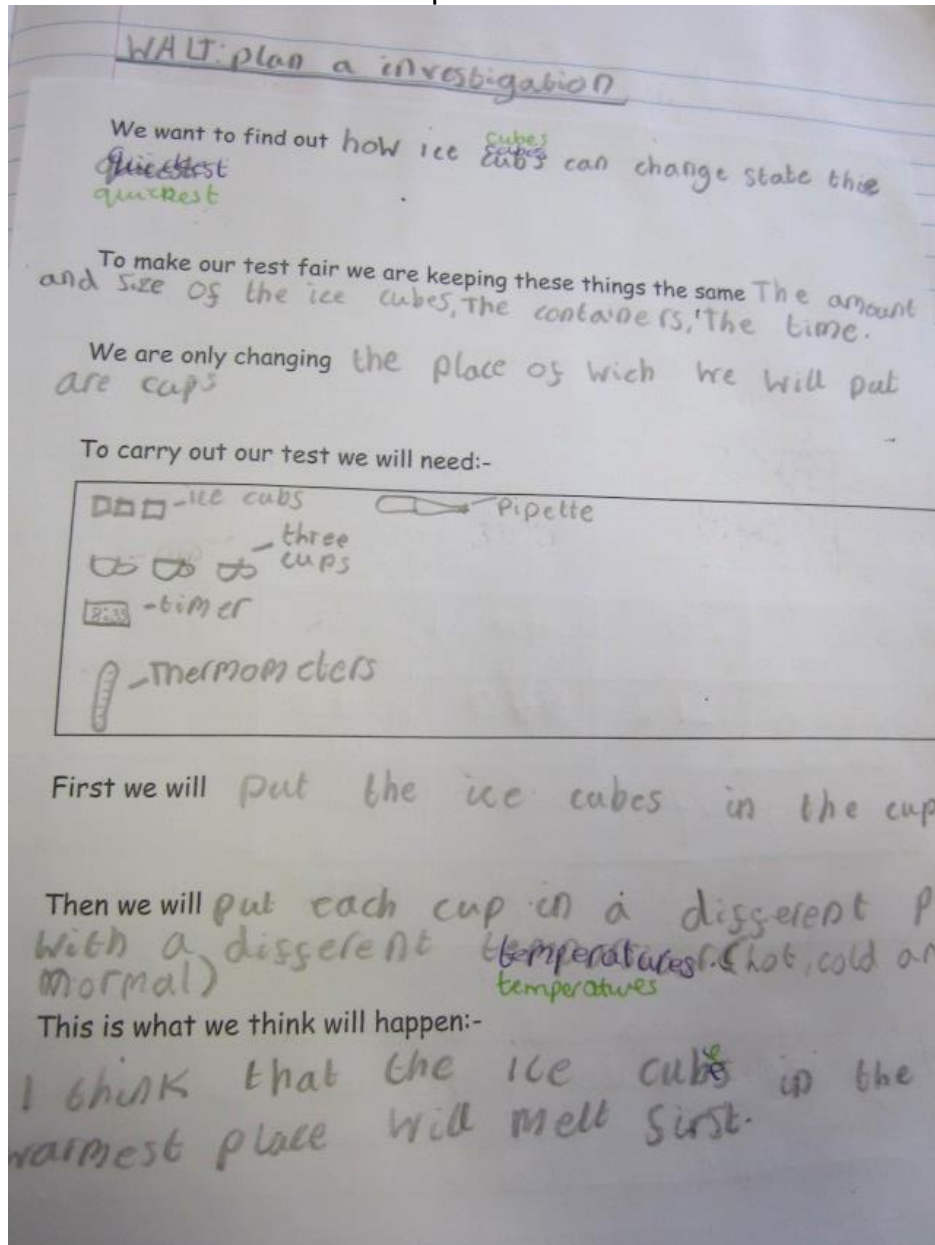 WALT: plan a investigation
We want to find out how ice cubes can change state the
quickest
quickest
To make our test fair we are keeping these things the same The amount
and size of the ice cubes, The containers, The time.
We are only changing the place of wich we will put
are cups
To carry out our test we will need:-
ice cubs
Pipette
three
cups
timer
thermometers
First we will put the ice cubes in the cup
Then we will put each cup in a different P
with a different temperatures. (hot, cold an
normal)
temperatures
This is what we think will happen:-
I think that the ice cube in the
warmest place will melt first.